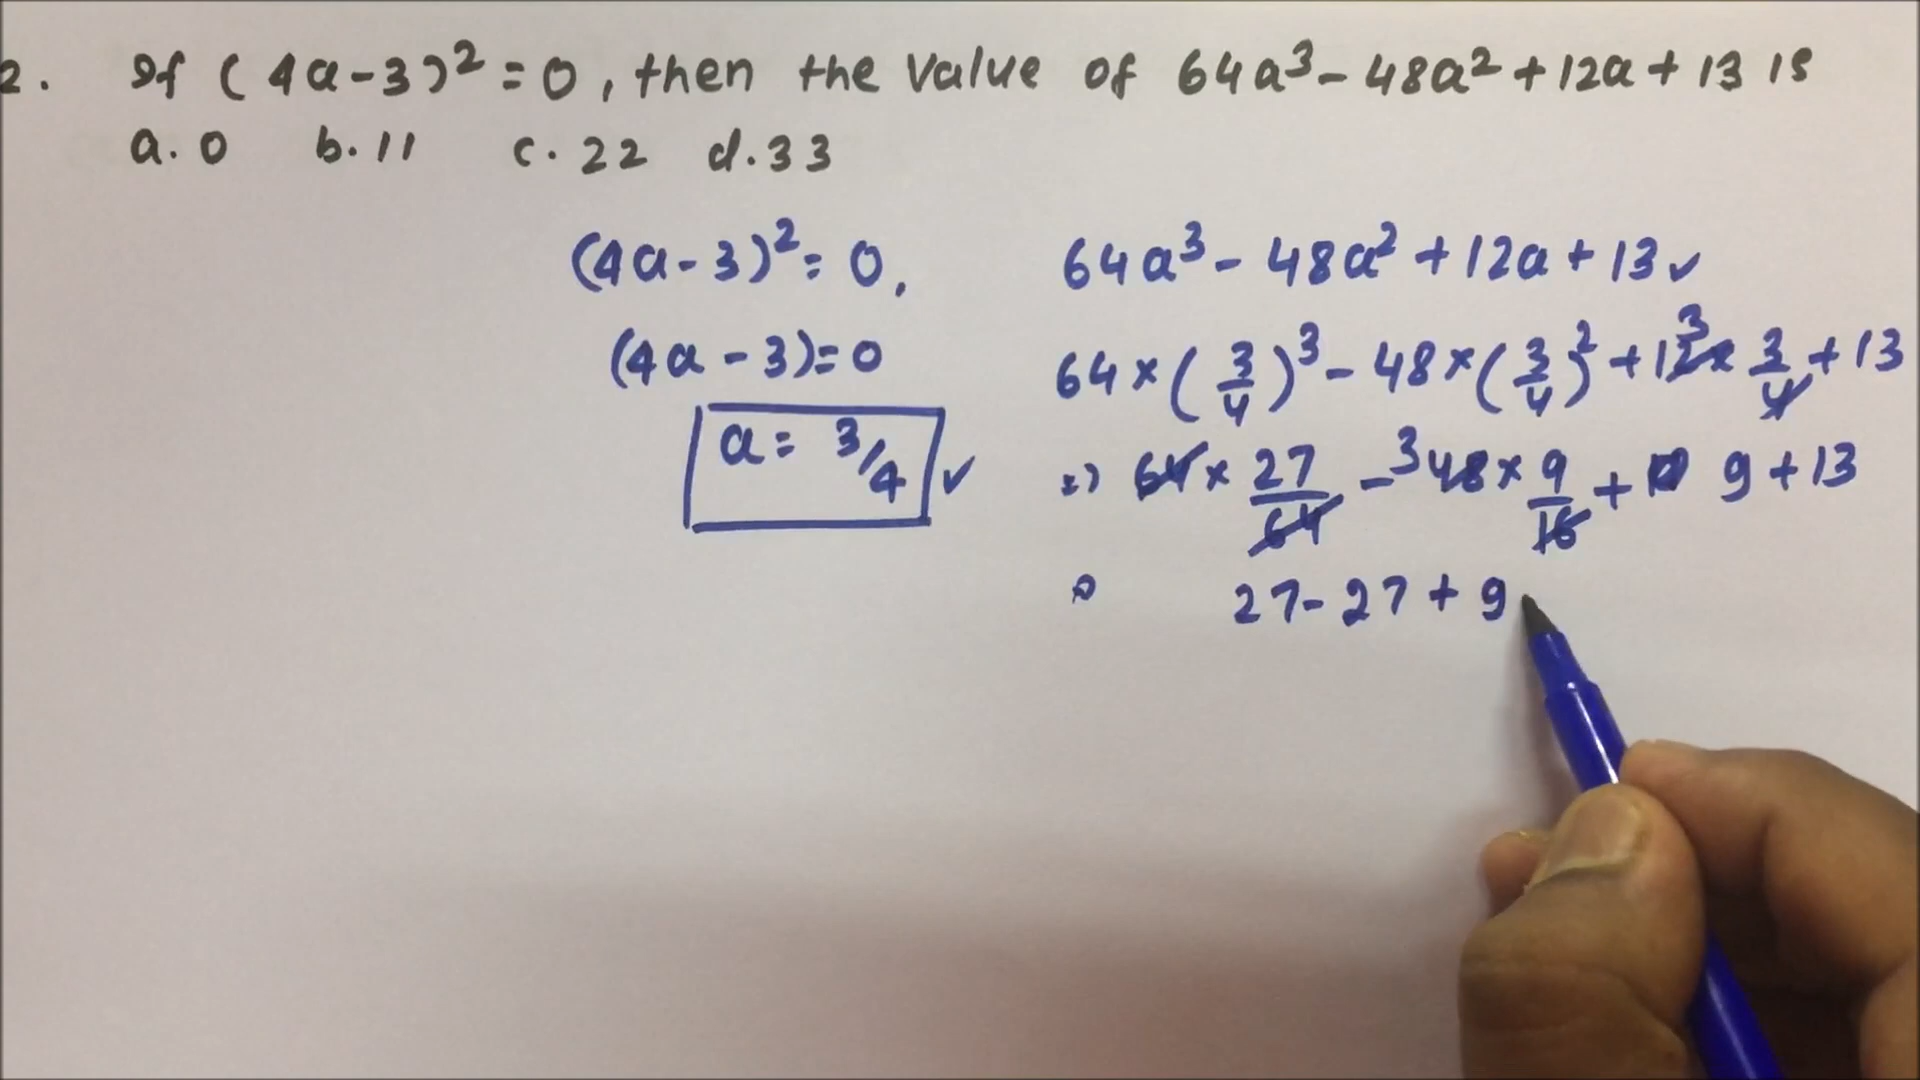 2. If (4a-3)² = 0, then the value of 64a³ - 48a² + 12a + 13 is
a. 0 b. 11 c. 22 d. 33
(4a-3)² = 0,
(4a-3) = 0
a = 3/4 ✓
64a³ - 48a² + 12a + 13 ✓
64 × (3/4)³ - 48 × (3/4)² + 12 3 × 3/4 + 13
=> 64 × 27/64 - 3 48 × 9/16 + 9 + 13
27 - 27 + 9